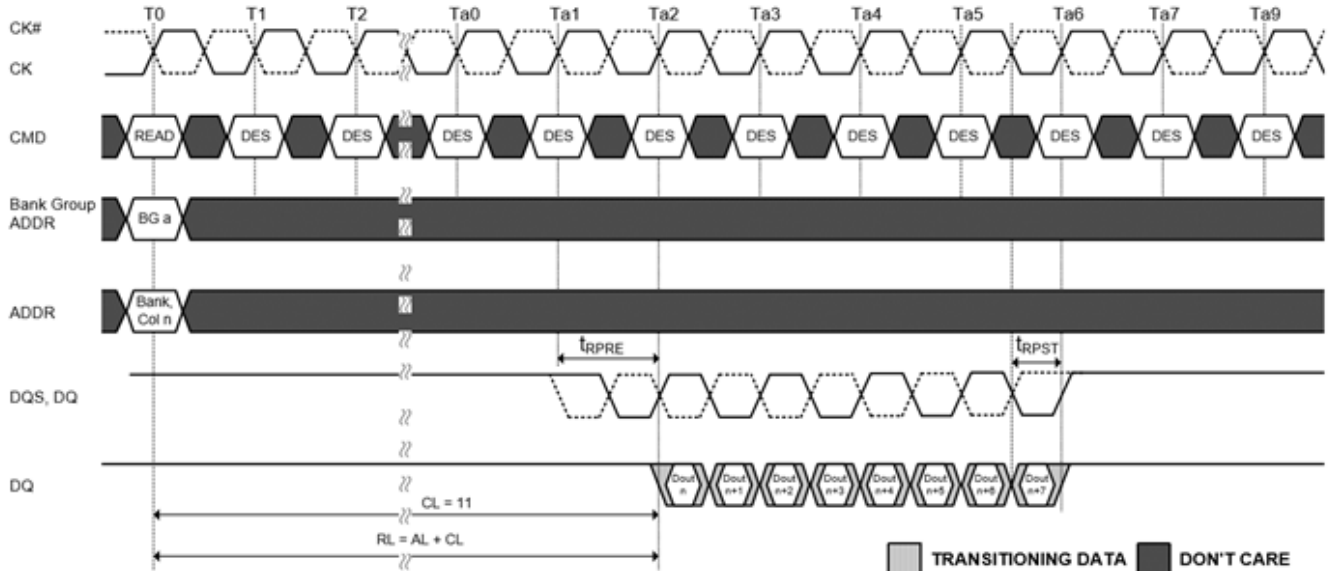 T0 T1 T2 Ta0 Ta1 Ta2 Ta3 Ta4 Ta5 Ta6 Ta7 Ta9
CK#
CK
CMD READ DES DES DES DES DES DES DES DES DES DES DES
Bank Group
ADDR
BG a
ADDR
Bank,
Col n
tRPRE tRPST
DQS, DQ
DQ
Dout n Dout n+1 Dout n+2 Dout n+3 Dout n+4 Dout n+5 Dout n+6 Dout n+7
CL = 11
RL = AL + CL
TRANSITIONING DATA DON'T CARE